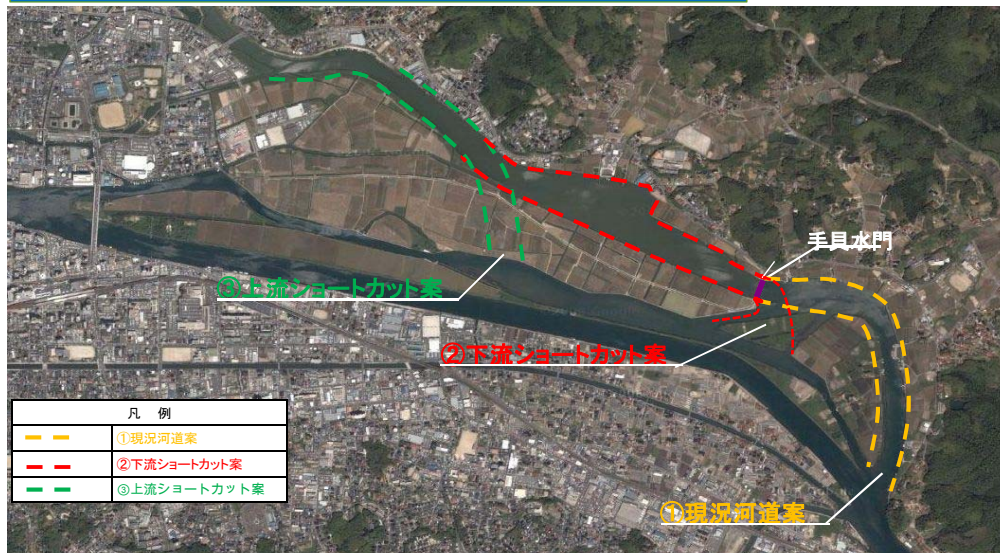 手貝水門
③上流ショートカット案
②下流ショートカット案
凡 例
①現況河道案
②下流ショートカット案
③上流ショートカット案
①現況河道案